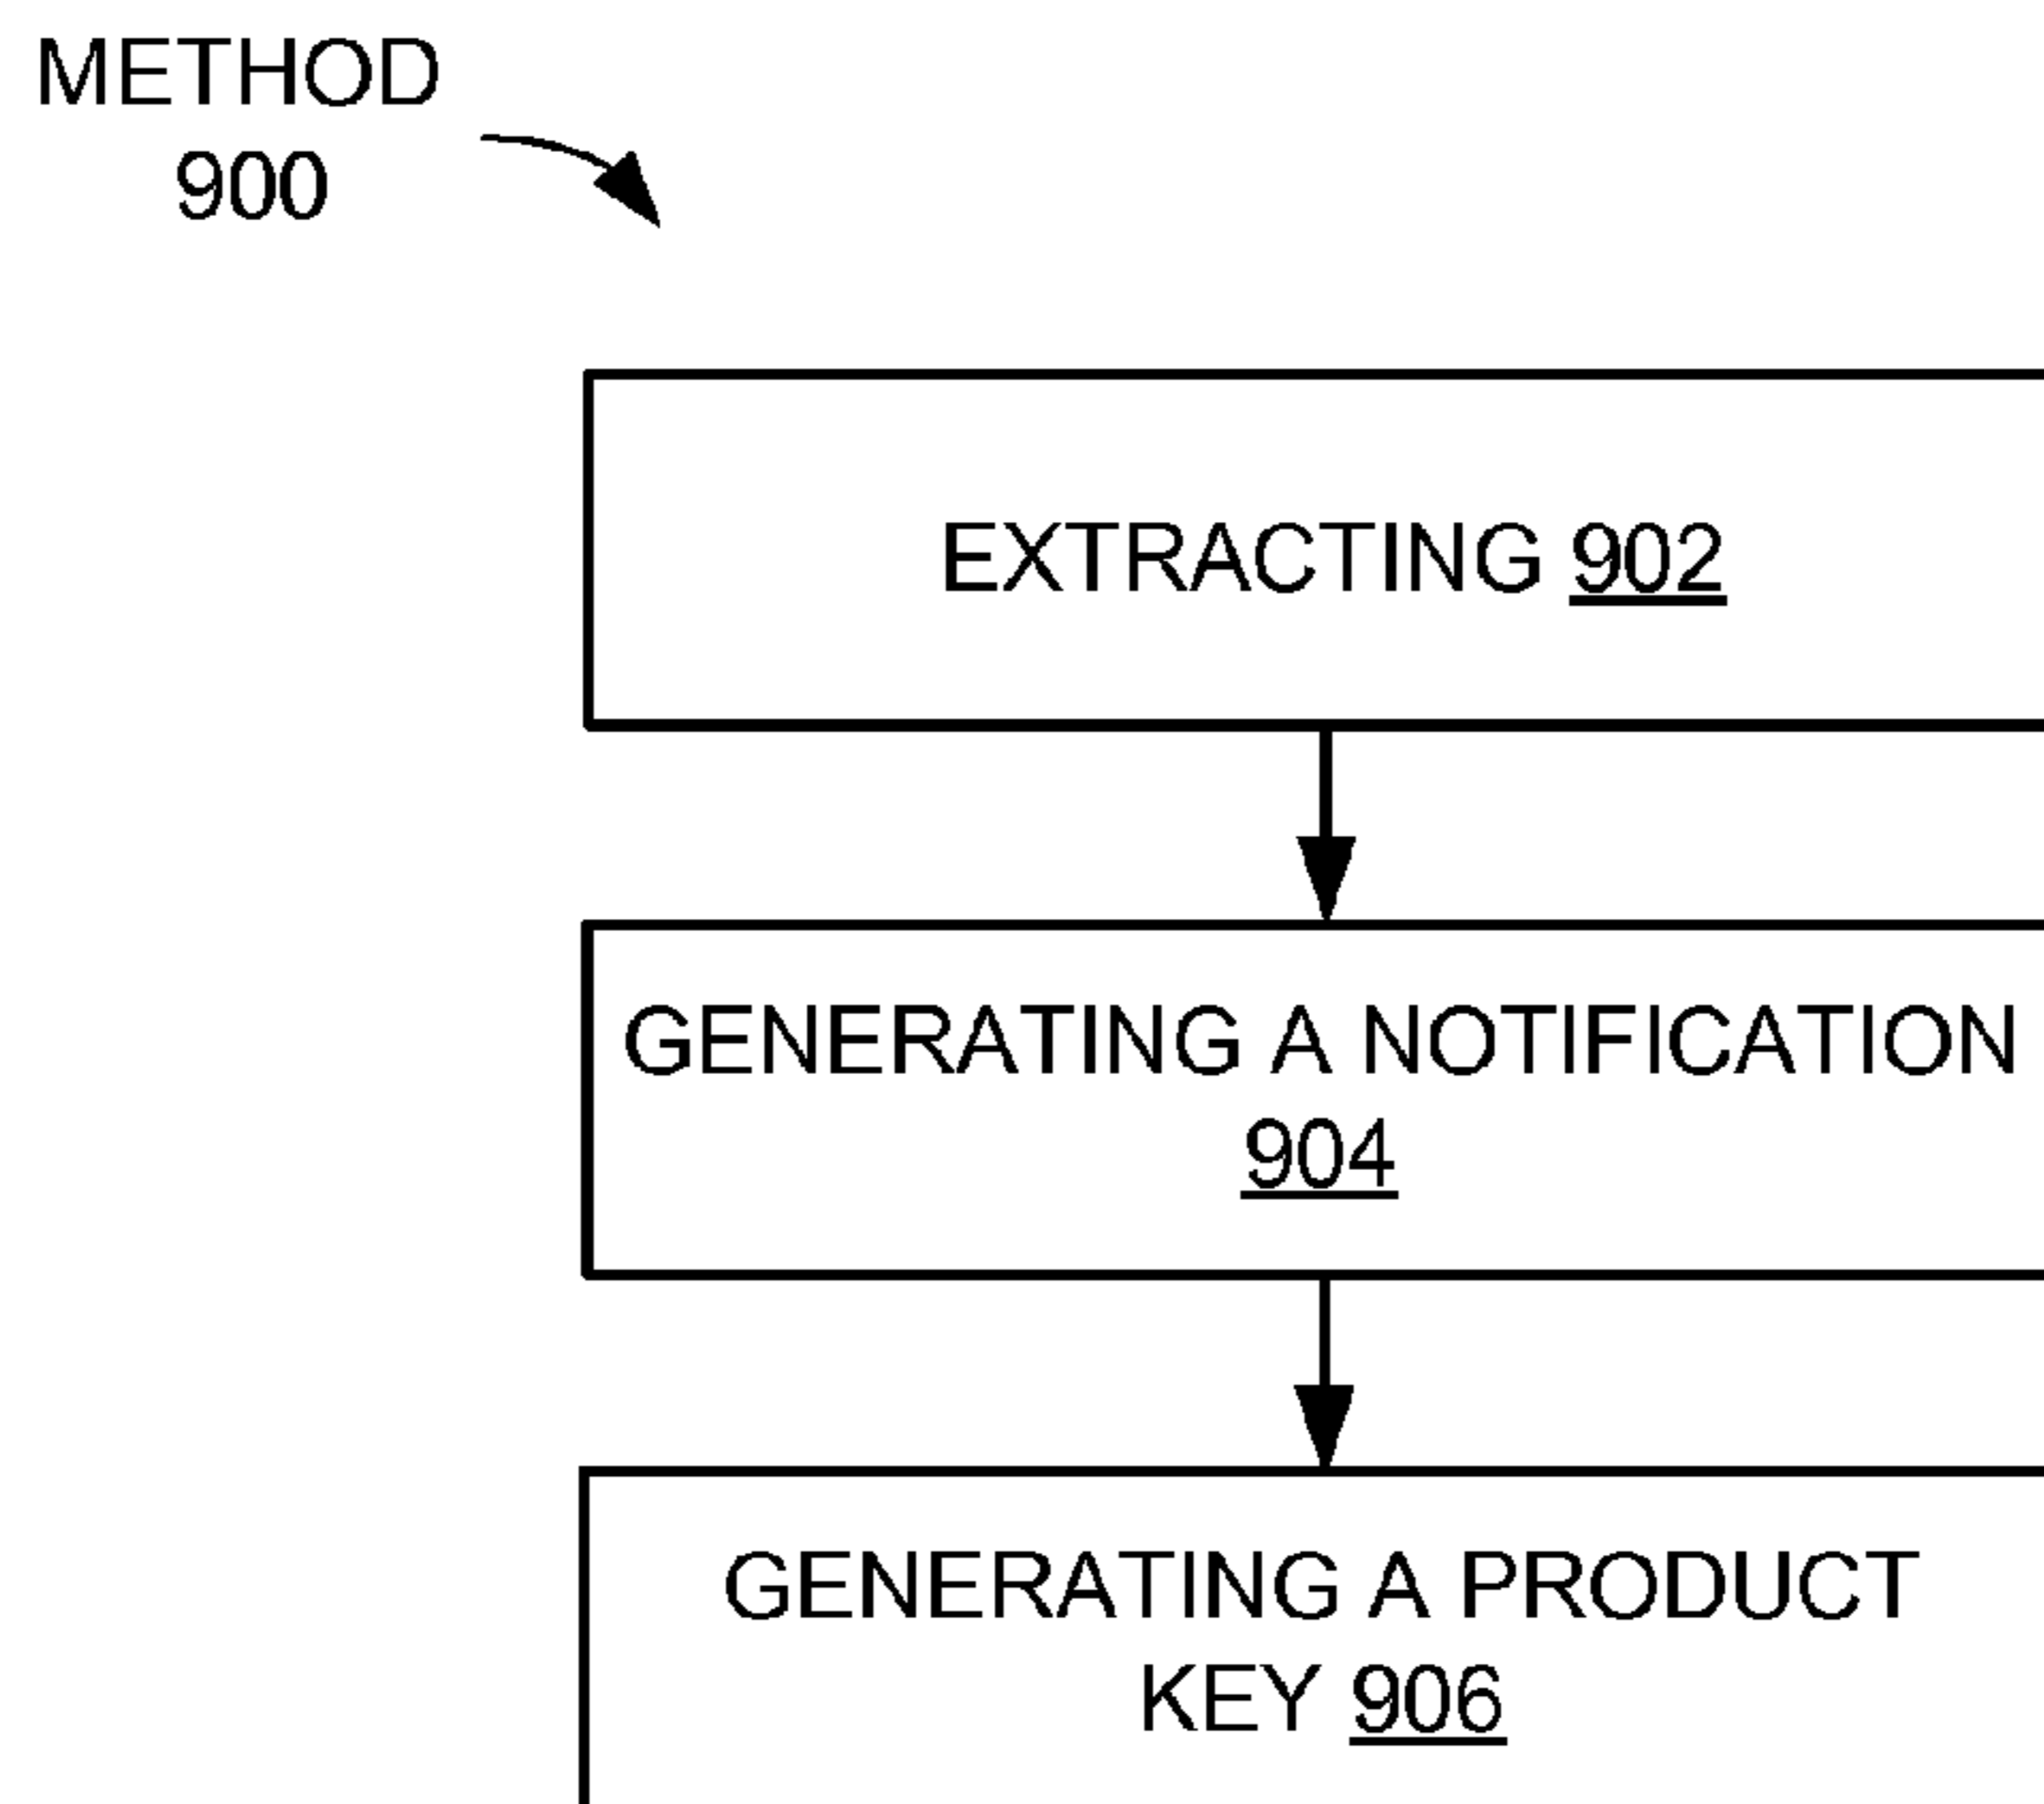 METHOD
900
EXTRACTING 902
GENERATING A NOTIFICATION
904
GENERATING A PRODUCT
KEY 906